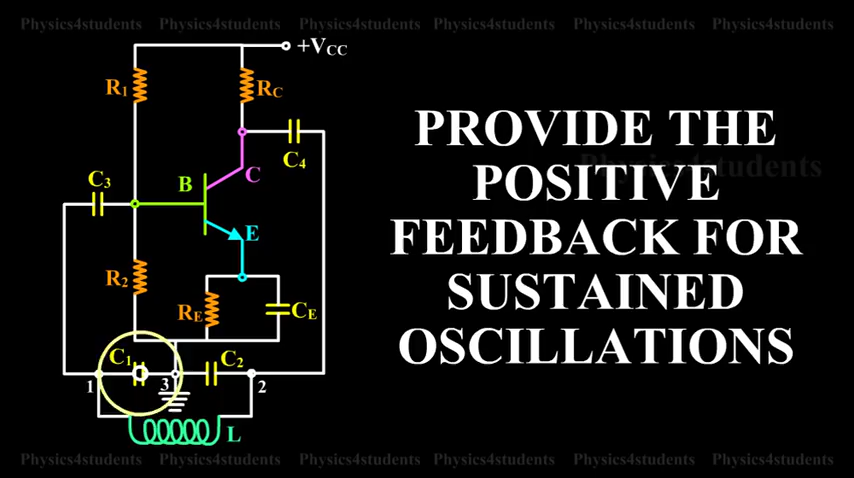 Physics4students Physics4students Physics4students Physics4students Physics4students Physics4students
+VCC
R1
RC
C4
C3
B
C
E
R2
RE
CE
C1
C2
1
3
2
L
PROVIDE THE
Physics4students
POSITIVE
FEEDBACK FOR
SUSTAINED
OSCILLATIONS
Physics4students Physics4students Physics4students Physics4students Physics4students Physics4students